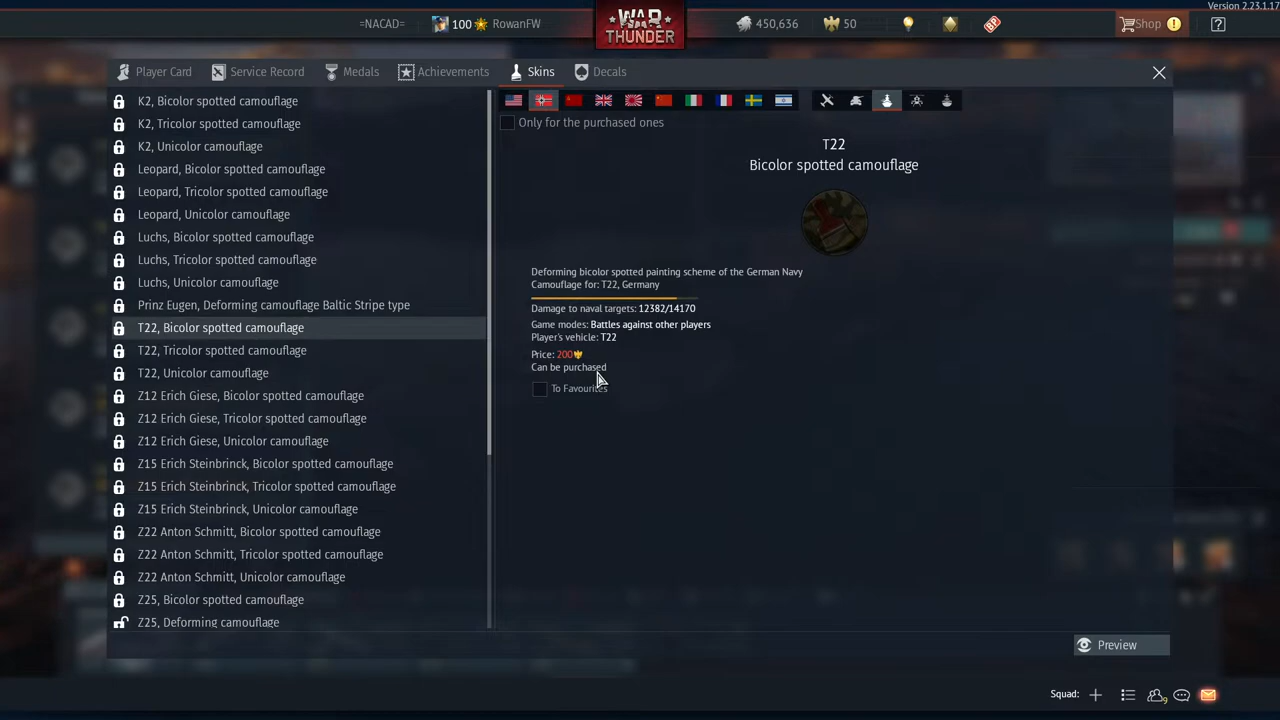 Version 2.23.1.17
=NACAD=
100
RowanFW
WAR
THUNDER
450,636
50
BP
Shop
!
?
Player Card
Service Record
Medals
Achievements
Skins
Decals
K2, Bicolor spotted camouflage
K2, Tricolor spotted camouflage
K2, Unicolor camouflage
Leopard, Bicolor spotted camouflage
Leopard, Tricolor spotted camouflage
Leopard, Unicolor camouflage
Luchs, Bicolor spotted camouflage
Luchs, Tricolor spotted camouflage
Luchs, Unicolor camouflage
Prinz Eugen, Deforming camouflage Baltic Stripe type
T22, Bicolor spotted camouflage
T22, Tricolor spotted camouflage
T22, Unicolor camouflage
Z12 Erich Giese, Bicolor spotted camouflage
Z12 Erich Giese, Tricolor spotted camouflage
Z12 Erich Giese, Unicolor camouflage
Z15 Erich Steinbrinck, Bicolor spotted camouflage
Z15 Erich Steinbrinck, Tricolor spotted camouflage
Z15 Erich Steinbrinck, Unicolor camouflage
Z22 Anton Schmitt, Bicolor spotted camouflage
Z22 Anton Schmitt, Tricolor spotted camouflage
Z22 Anton Schmitt, Unicolor camouflage
Z25, Bicolor spotted camouflage
Z25, Deforming camouflage
Only for the purchased ones
T22
Bicolor spotted camouflage
Deforming bicolor spotted painting scheme of the German Navy
Camouflage for: T22, Germany
Damage to naval targets: 12382/14170
Game modes: Battles against other players
Player's vehicle: T22
Price: 200
Can be purchased
To Favourites
Preview
Squad:
9